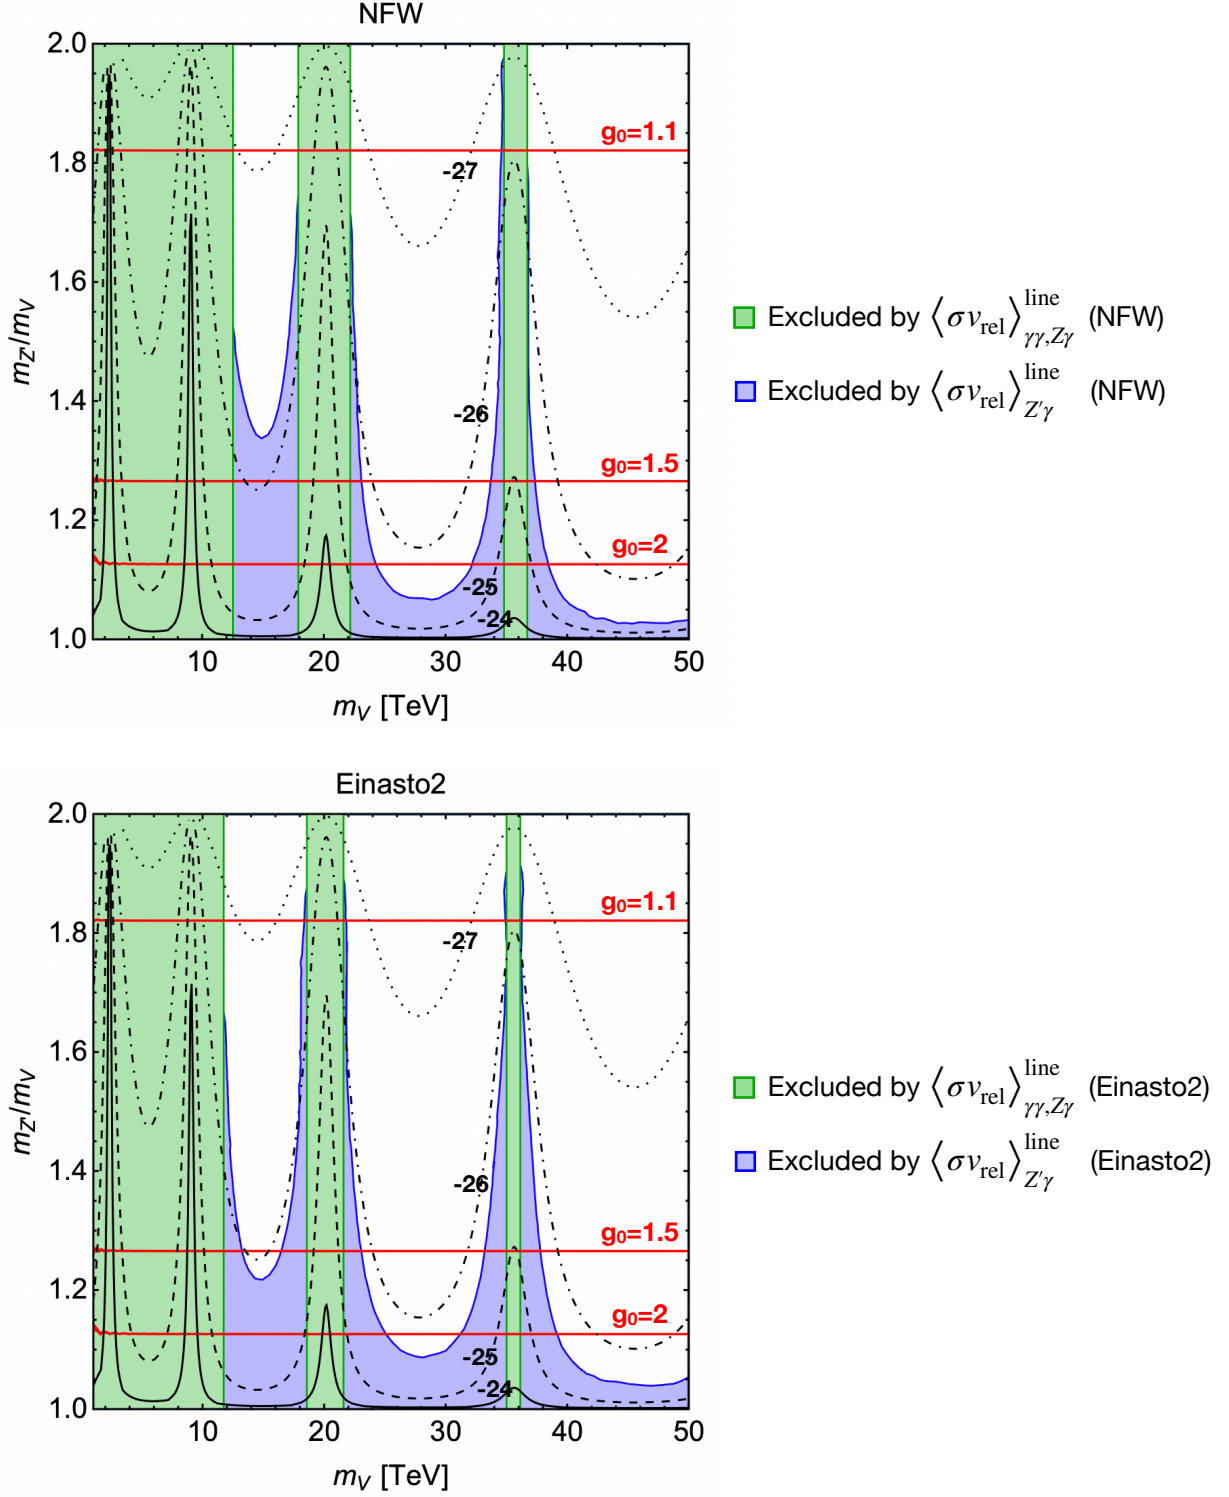 NFW
2.0
1.8
1.6
1.4
1.2
1.0
m_Z'/m_V
g₀=1.1
-27
-26
g₀=1.5
g₀=2
-25
-24
10 20 30 40 50
m_V [TeV]
Excluded by ⟨σv_rel⟩^line_γγ,Zγ (NFW)
Excluded by ⟨σv_rel⟩^line_Z′γ (NFW)
Einasto2
2.0
1.8
1.6
1.4
1.2
1.0
m_Z'/m_V
g₀=1.1
-27
-26
g₀=1.5
g₀=2
-25
-24
10 20 30 40 50
m_V [TeV]
Excluded by ⟨σv_rel⟩^line_γγ,Zγ (Einasto2)
Excluded by ⟨σv_rel⟩^line_Z′γ (Einasto2)